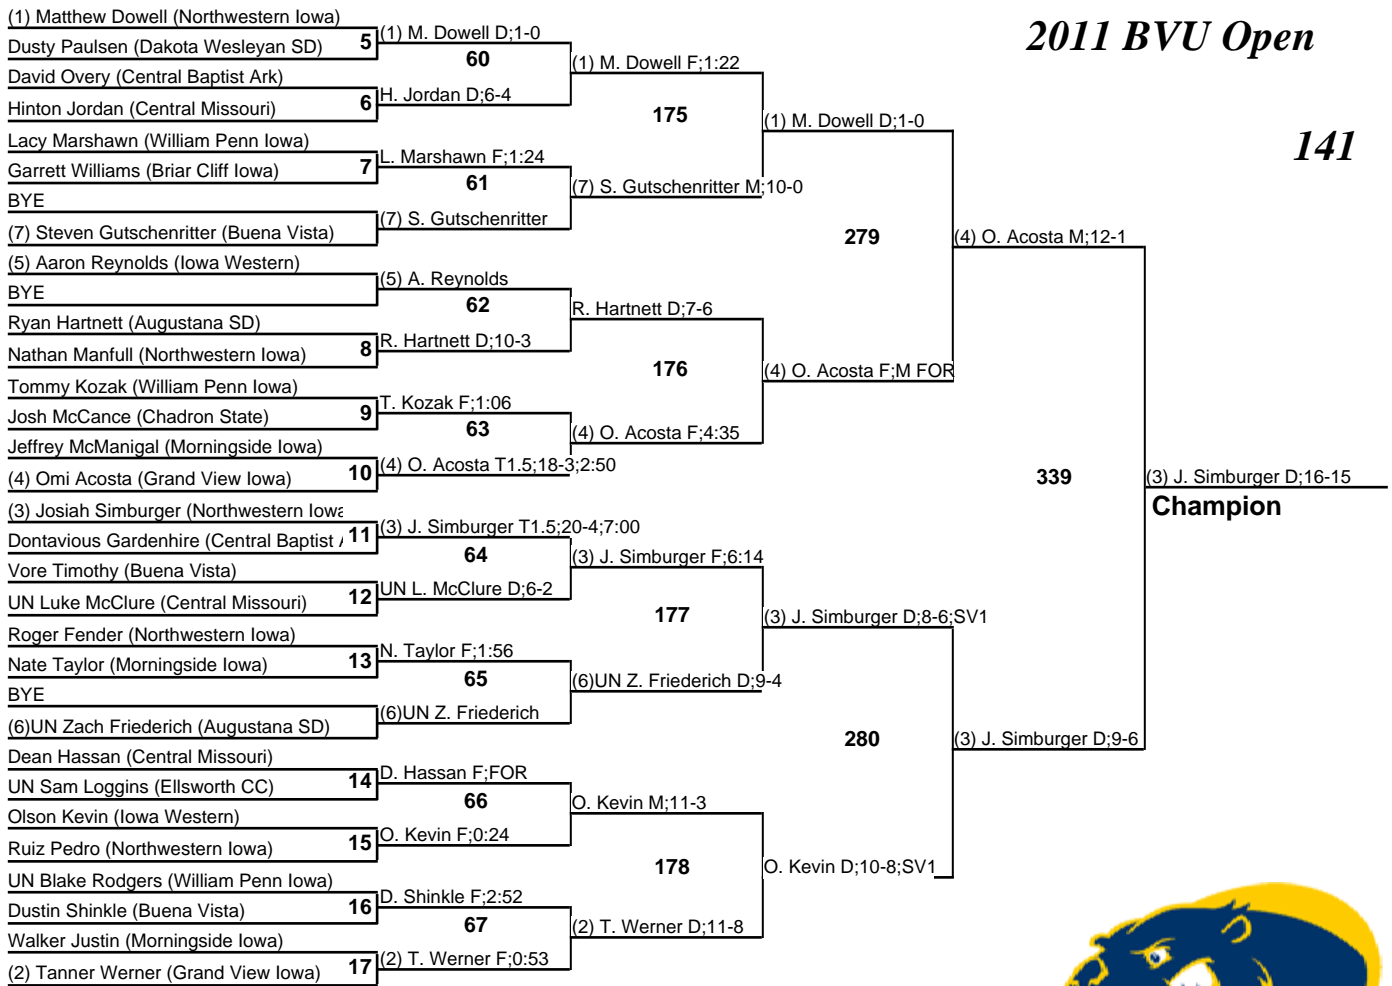 2011 BVU Open
141
(1) Matthew Dowell (Northwestern Iowa)
Dusty Paulsen (Dakota Wesleyan SD) 5
David Overy (Central Baptist Ark)
Hinton Jordan (Central Missouri) 6
Lacy Marshawn (William Penn Iowa)
Garrett Williams (Briar Cliff Iowa) 7
BYE
(7) Steven Gutschenritter (Buena Vista)
(5) Aaron Reynolds (Iowa Western)
BYE
Ryan Hartnett (Augustana SD)
Nathan Manfull (Northwestern Iowa) 8
Tommy Kozak (William Penn Iowa)
Josh McCance (Chadron State) 9
Jeffrey McManigal (Morningside Iowa)
(4) Omi Acosta (Grand View Iowa) 10
(3) Josiah Simburger (Northwestern Iowa
Dontavious Gardenhire (Central Baptist 11
Vore Timothy (Buena Vista)
UN Luke McClure (Central Missouri) 12
Roger Fender (Northwestern Iowa)
Nate Taylor (Morningside Iowa) 13
BYE
(6)UN Zach Friederich (Augustana SD)
Dean Hassan (Central Missouri)
UN Sam Loggins (Ellsworth CC) 14
Olson Kevin (Iowa Western)
Ruiz Pedro (Northwestern Iowa) 15
UN Blake Rodgers (William Penn Iowa)
Dustin Shinkle (Buena Vista) 16
Walker Justin (Morningside Iowa)
(2) Tanner Werner (Grand View Iowa) 17
(1) M. Dowell D;1-0
60
H. Jordan D;6-4
L. Marshawn F;1:24
61
(7) S. Gutschenritter
(5) A. Reynolds
62
R. Hartnett D;10-3
T. Kozak F;1:06
63
(4) O. Acosta T1.5;18-3;2:50
(3) J. Simburger T1.5;20-4;7:00
64
UN L. McClure D;6-2
N. Taylor F;1:56
65
(6)UN Z. Friederich
D. Hassan F;FOR
66
O. Kevin F;0:24
D. Shinkle F;2:52
67
(2) T. Werner F;0:53
(1) M. Dowell F;1:22
175
(7) S. Gutschenritter M;10-0
R. Hartnett D;7-6
176
(4) O. Acosta F;4:35
(3) J. Simburger F;6:14
177
(6)UN Z. Friederich D;9-4
O. Kevin M;11-3
178
(2) T. Werner D;11-8
(1) M. Dowell D;1-0
279
(4) O. Acosta F;M FOR
(3) J. Simburger D;8-6;SV1
280
O. Kevin D;10-8;SV1
(4) O. Acosta M;12-1
339
(3) J. Simburger D;9-6
(3) J. Simburger D;16-15
Champion